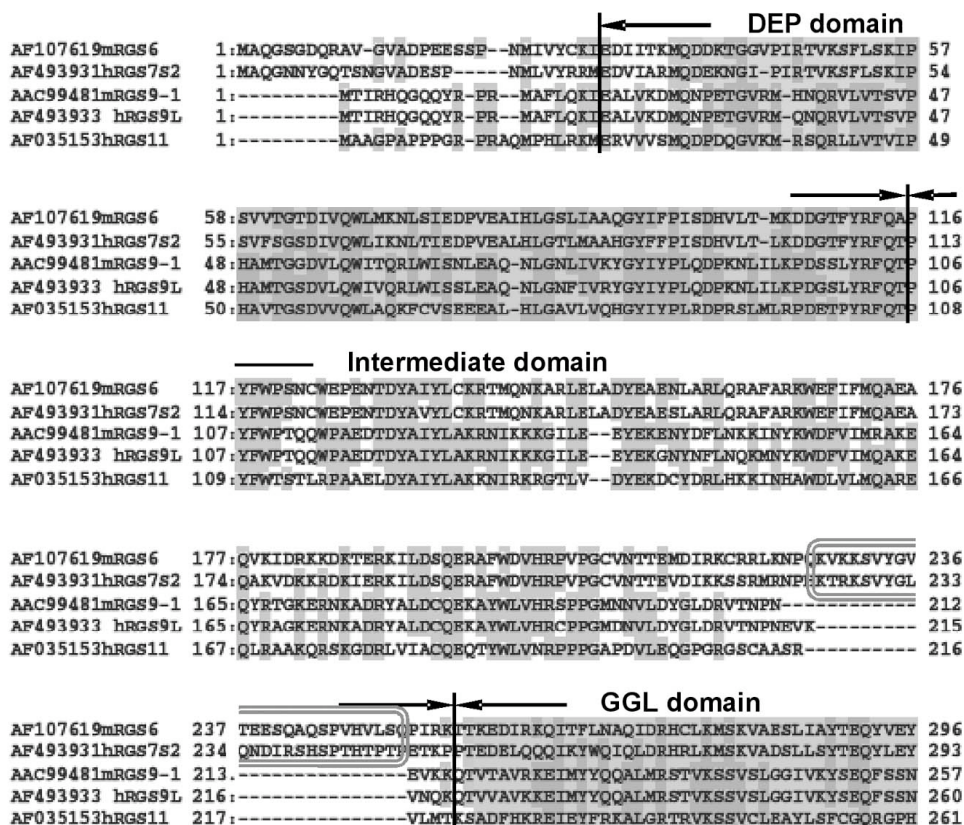 DEP domain
AF107619mRGS6 1:MAQGSGDQRAV-GVADPEESSP--NMIVYCKIEDIITKMQDDKTGGVPIRTVKSFLSKIP 57
AF493931hRGS7S2 1:MAQGNNYGQTSNGVADESP-----NMLVYRRMEDVIARMQDEKNGI-PIRTVKSFLSKIP 54
AAC99481mRGS9-1 1:---------MTIRHQGQQYR-PR--MAFLQKIEALVKDMQNPETGVRM-HNQRVLVTSVP 47
AF493933 hRGS9L 1:---------MTIRHQGQQYR-PR--MAFLQKIEALVKDMQNPETGVRM-QNQRVLVTSVP 47
AF035153hRGS11 1:---------MAAGPAPPPGR-PRAQMPHLRKMERVVVSMQDPDQGVKM-RSQRLLVTVIP 49
AF107619mRGS6 58:SVVTGTDIVQWLMKNLSIEDPVEAIHLGSLIAAQGYIFPISDHVLT-MKDDGTFYRFQAP 116
AF493931hRGS7S2 55:SVFSGSDIVQWLIKNLTIEDPVEALHLGTLMAAHGYFFPISDHVLT-LKDDGTFYRFQTP 113
AAC99481mRGS9-1 48:HAMTGGDVLQWITQRLWISNLEAQ-NLGNLIVKYGYIYPLQDPKNLILKPDSSLYRFQTP 106
AF493933 hRGS9L 48:HAMTGSDVLQWIVQRLWISSLEAQ-NLGNFIVRYGYIYPLQDPKNLILKPDGSLYRFQTP 106
AF035153hRGS11 50:HAVTGSDVVQWLAQKFCVSEEEAL-HLGAVLVQHGYIYPLRDPRSLMLRPDETPYRFQTP 108
Intermediate domain
AF107619mRGS6 117:YFWPSNCWEPENTDYAIYLCKRTMQNKARLELADYEAENLARLQRAFARKWEFIFMQAEA 176
AF493931hRGS7S2 114:YFWPSNCWEPENTDYAVYLCKRTMQNKARLELADYEAESLARLQRAFARKWEFIFMQAEA 173
AAC99481mRGS9-1 107:YFWPTQQWPAEDTDYAIYLAKRNIKKKGILE--EYEKENYDFLNKKINYKWDFVIMRAKE 164
AF493933 hRGS9L 107:YFWPTQQWPAEDTDYAIYLAKRNIKKKGILE--EYEKGNYNFLNQKMNYKWDFVIMQAKE 164
AF035153hRGS11 109:YFWTSTLRPAAELDYAIYLAKKNIRKRGTLV--DYEKDCYDRLHKKINHAWDLVLMQARE 166
AF107619mRGS6 177:QVKIDRKKDKTERKILDSQERAFWDVHRPVPGCVNTTEMDIRKCRRLKNPQKVKKSVYGV 236
AF493931hRGS7S2 174:QAKVDKKRDKIERKILDSQERAFWDVHRPVPGCVNTTEVDIKKSSRMRNPHKTRKSVYGL 233
AAC99481mRGS9-1 165:QYRTGKERNKADRYALDCQEKAYWLVHRSPPGMNNVLDYGLDRVTNPN------------ 212
AF493933 hRGS9L 165:QYRAGKERNKADRYALDCQEKAYWLVHRCPPGMDNVLDYGLDRVTNPNEVK--------- 215
AF035153hRGS11 167:QLRAAKQRSKGDRLVIACQEQTYWLVNRPPPGAPDVLEQGPGRGSCAASR---------- 216
GGL domain
AF107619mRGS6 237 TEESQAQSPVHVLSQPIRKTTKEDIRKQITFLNAQIDRHCLKMSKVAESLIAYTEQYVEY 296
AF493931hRGS7S2 234 QNDIRSHSPTHTPTPETKPPTEDELQQQIKYWQIQLDRHRLKMSKVADSLLSYTEQYLEY 293
AAC99481mRGS9-1 213.---------------EVKKQTVTAVRKEIMYYQQALMRSTVKSSVSLGGIVKYSEQFSSN 257
AF493933 hRGS9L 216:---------------VNQKQTVVAVKKEIMYYQQALMRSTVKSSVSLGGIVKYSEQFSSN 260
AF035153hRGS11 217:---------------VLMTKSADFHKREIEYFRKALGRTRVKSSVCLEAYLSFCGQRGPH 261